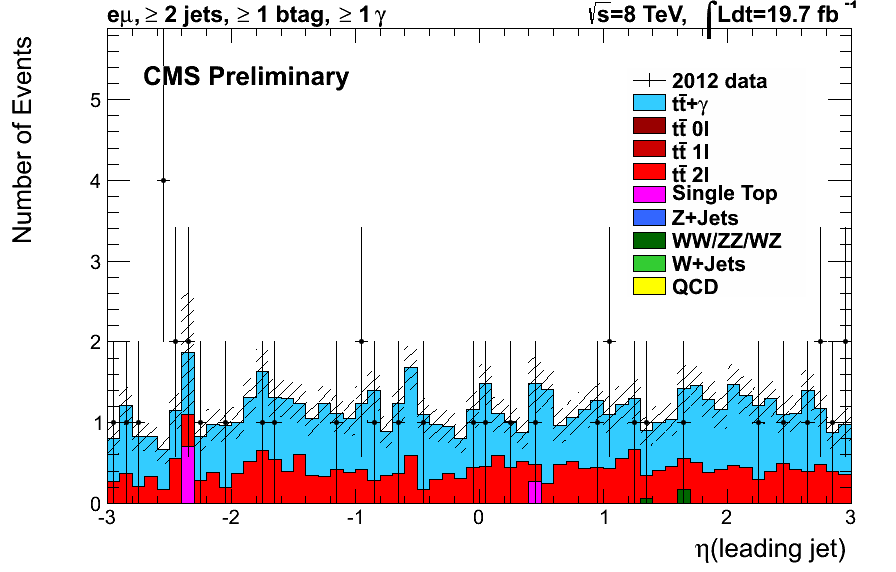 eμ, ≥ 2 jets, ≥ 1 btag, ≥ 1 γ
√s=8 TeV, ∫Ldt=19.7 fb⁻¹
CMS Preliminary
Number of Events
5
4
3
2
1
0
2012 data
tt̄+γ
tt̄ 0l
tt̄ 1l
tt̄ 2l
Single Top
Z+Jets
WW/ZZ/WZ
W+Jets
QCD
-3 -2 -1 0 1 2 3
η(leading jet)